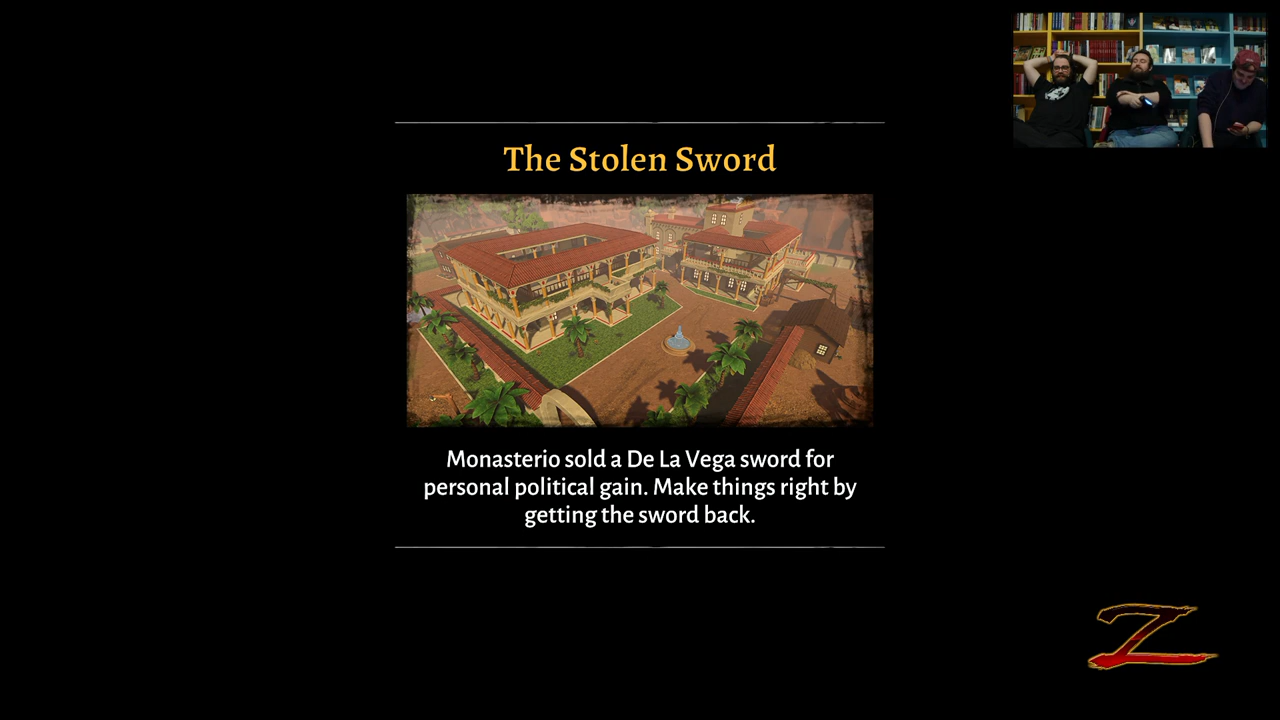 The Stolen Sword
Monasterio sold a De La Vega sword for
personal political gain. Make things right by
getting the sword back.
Z